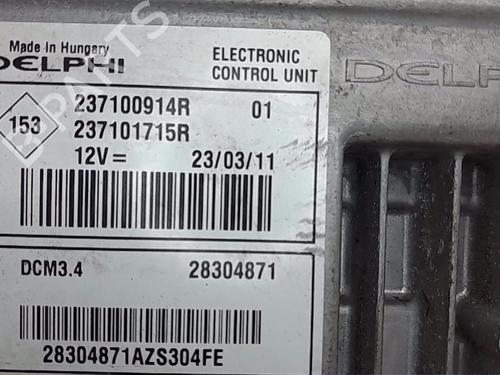 Made in Hungary
DELPHI
ELECTRONIC
CONTROL UNIT
153
237100914R 01
237101715R
12V= 23/03/11
DCM3.4 28304871
28304871AZS304FE
DELPHI
PARTS